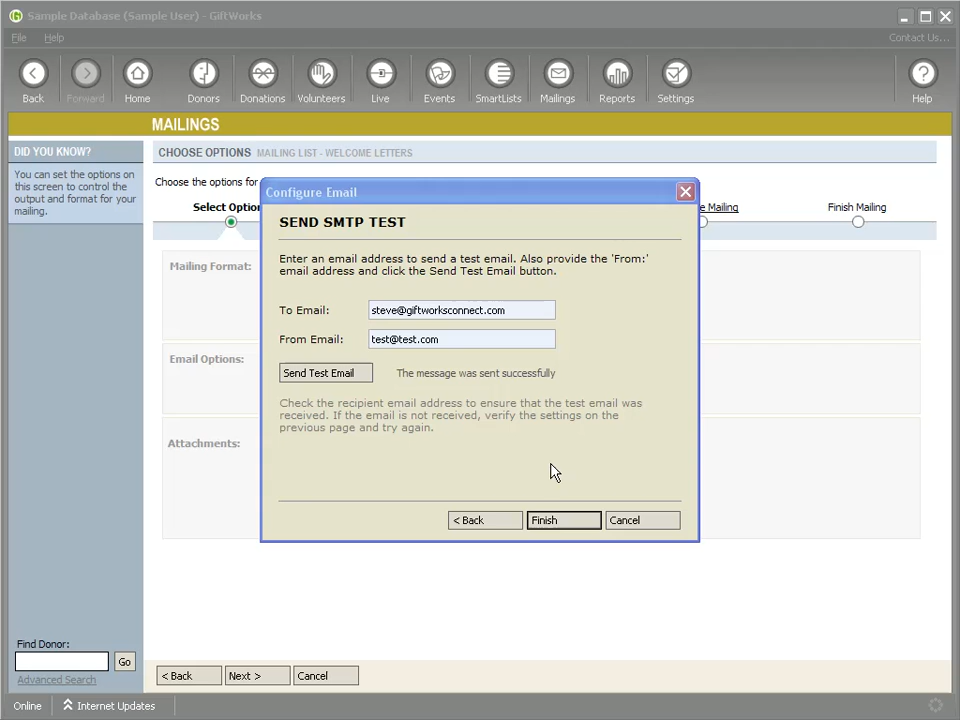 Sample Database (Sample User) - GiftWorks
File Help Contact Us...
Back Forward Home Donors Donations Volunteers Live Events SmartLists Mailings Reports Settings Help
MAILINGS
DID YOU KNOW?
You can set the options on
this screen to control the
output and format for your
mailing.
CHOOSE OPTIONS MAILING LIST - WELCOME LETTERS
Choose the options for
Mailing Finish Mailing
Mailing Format:
Email Options:
Attachments:
Configure Email
SEND SMTP TEST
Enter an email address to send a test email. Also provide the 'From:'
email address and click the Send Test Email button.
To Email: steve@giftworksconnect.com
From Email: test@test.com
Send Test Email The message was sent successfully
Check the recipient email address to ensure that the test email was
received. If the email is not received, verify the settings on the
previous page and try again.
< Back Finish Cancel
Find Donor:
Go
Advanced Search
< Back Next > Cancel
Online Internet Updates